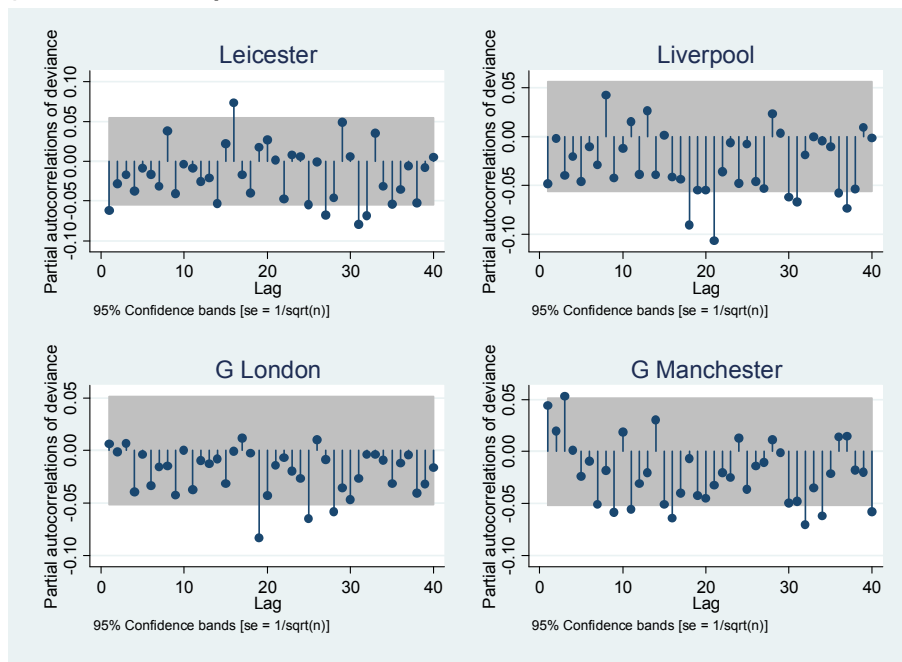 Leicester
Partial autocorrelations of deviance
0.10
0.05
0.00
-0.05
-0.10
0 10 20 30 40
Lag
95% Confidence bands [se = 1/sqrt(n)]
Liverpool
Partial autocorrelations of deviance
0.05
0.00
-0.05
-0.10
0 10 20 30 40
Lag
95% Confidence bands [se = 1/sqrt(n)]
G London
Partial autocorrelations of deviance
0.05
0.00
-0.05
-0.10
0 10 20 30 40
Lag
95% Confidence bands [se = 1/sqrt(n)]
G Manchester
Partial autocorrelations of deviance
0.05
0.00
-0.05
-0.10
0 10 20 30 40
Lag
95% Confidence bands [se = 1/sqrt(n)]